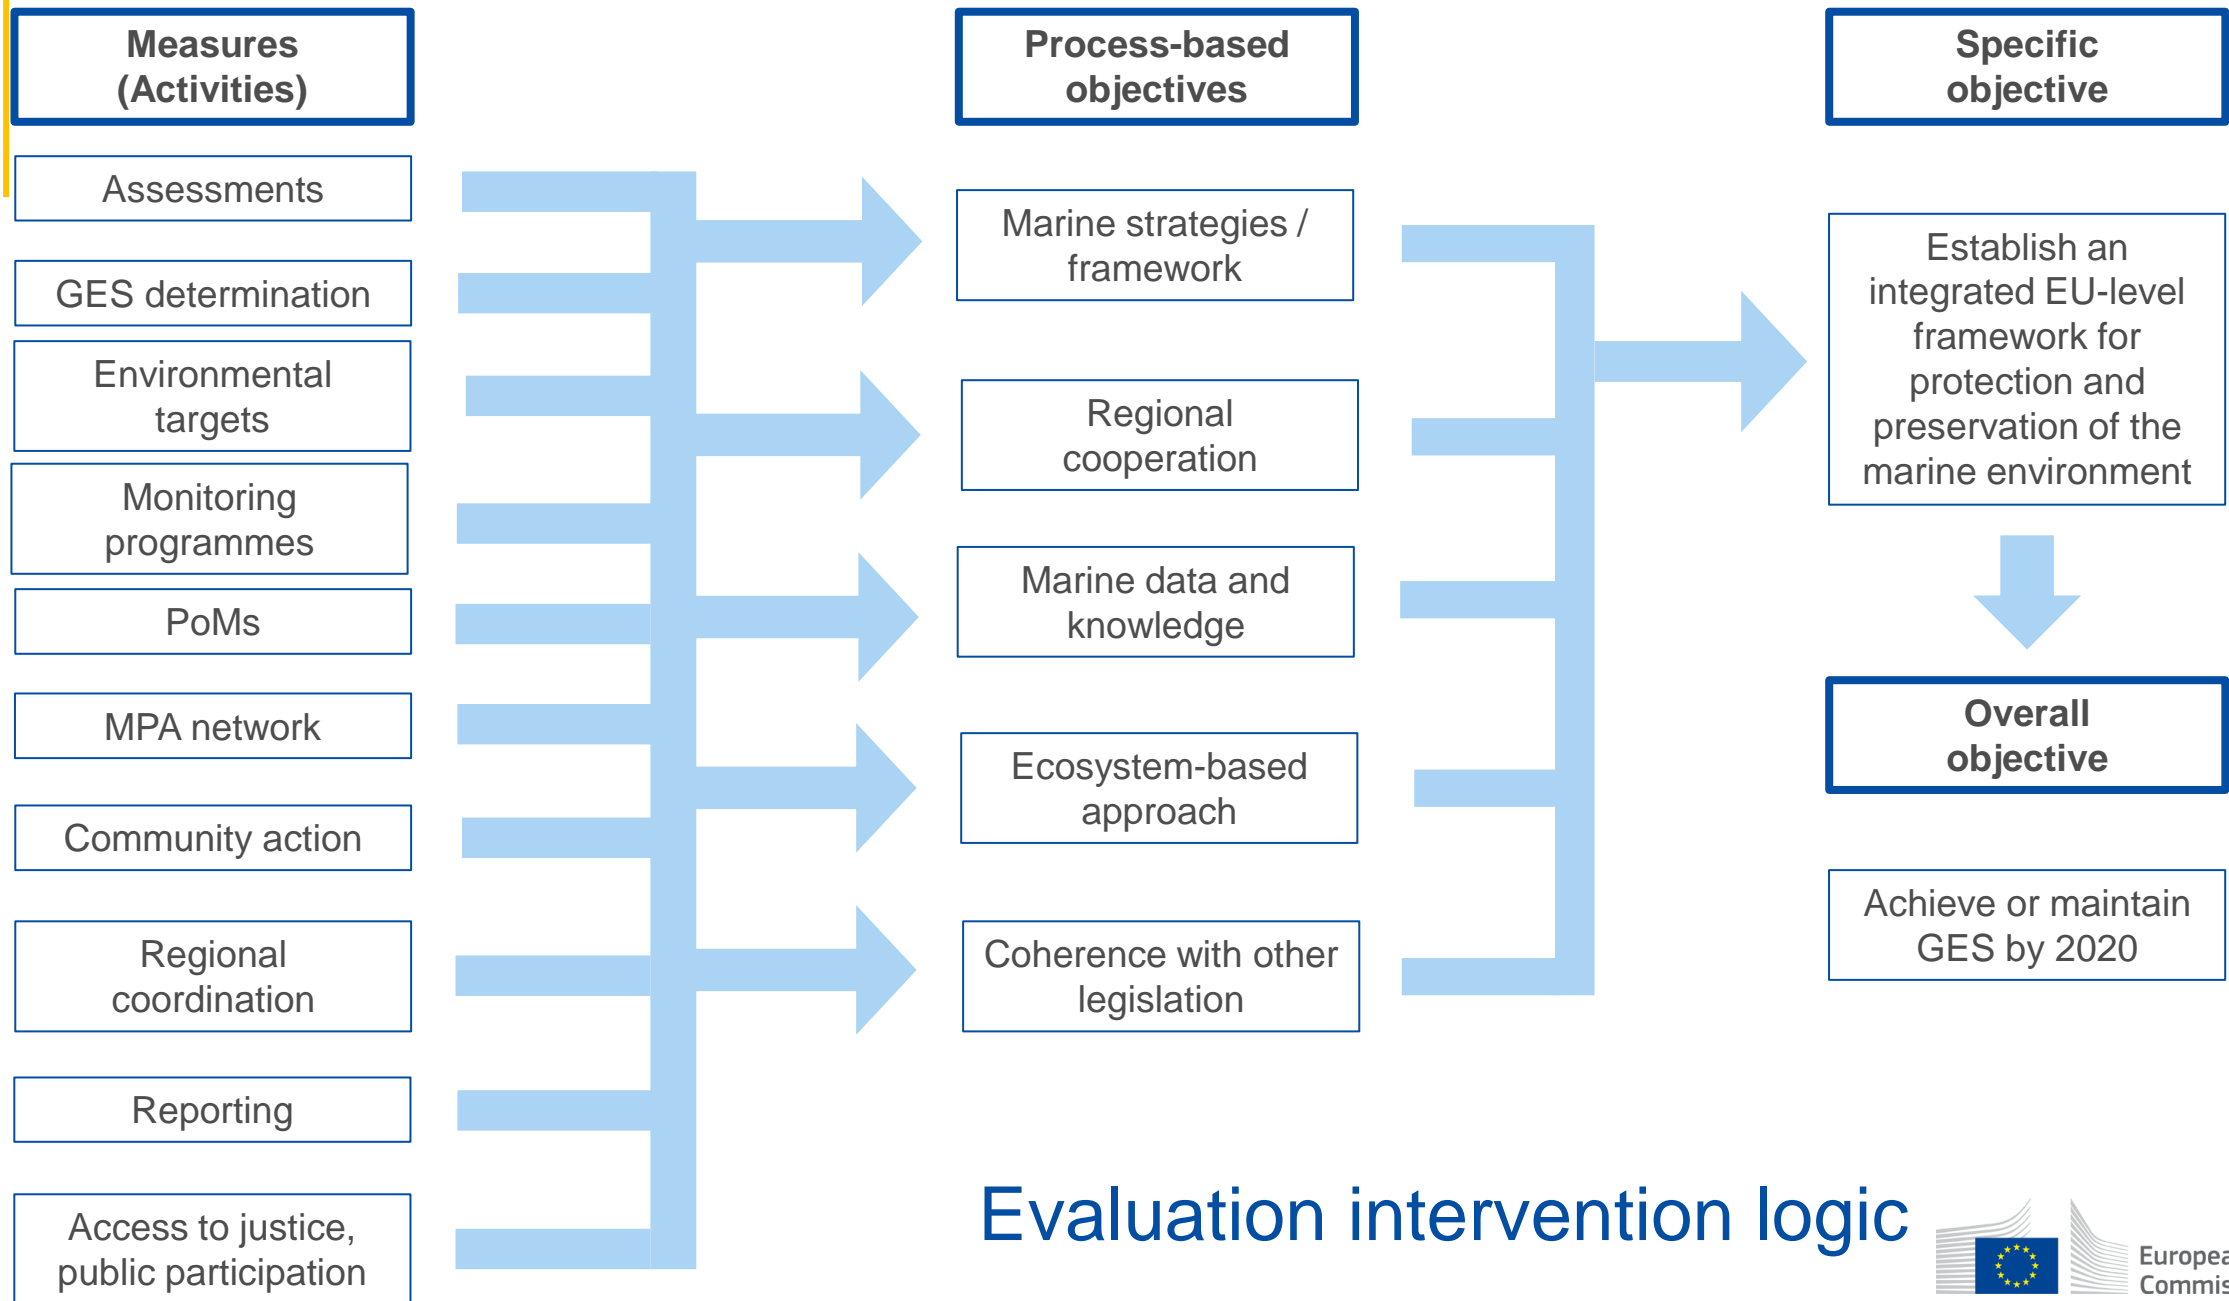 Measures
(Activities)
Assessments
GES determination
Environmental
targets
Monitoring
programmes
PoMs
MPA network
Community action
Regional
coordination
Reporting
Access to justice,
public participation
Process-based
objectives
Marine strategies /
framework
Regional
cooperation
Marine data and
knowledge
Ecosystem-based
approach
Coherence with other
legislation
Specific
objective
Establish an
integrated EU-level
framework for
protection and
preservation of the
marine environment
Overall
objective
Achieve or maintain
GES by 2020
Evaluation intervention logic
Europea
Commis